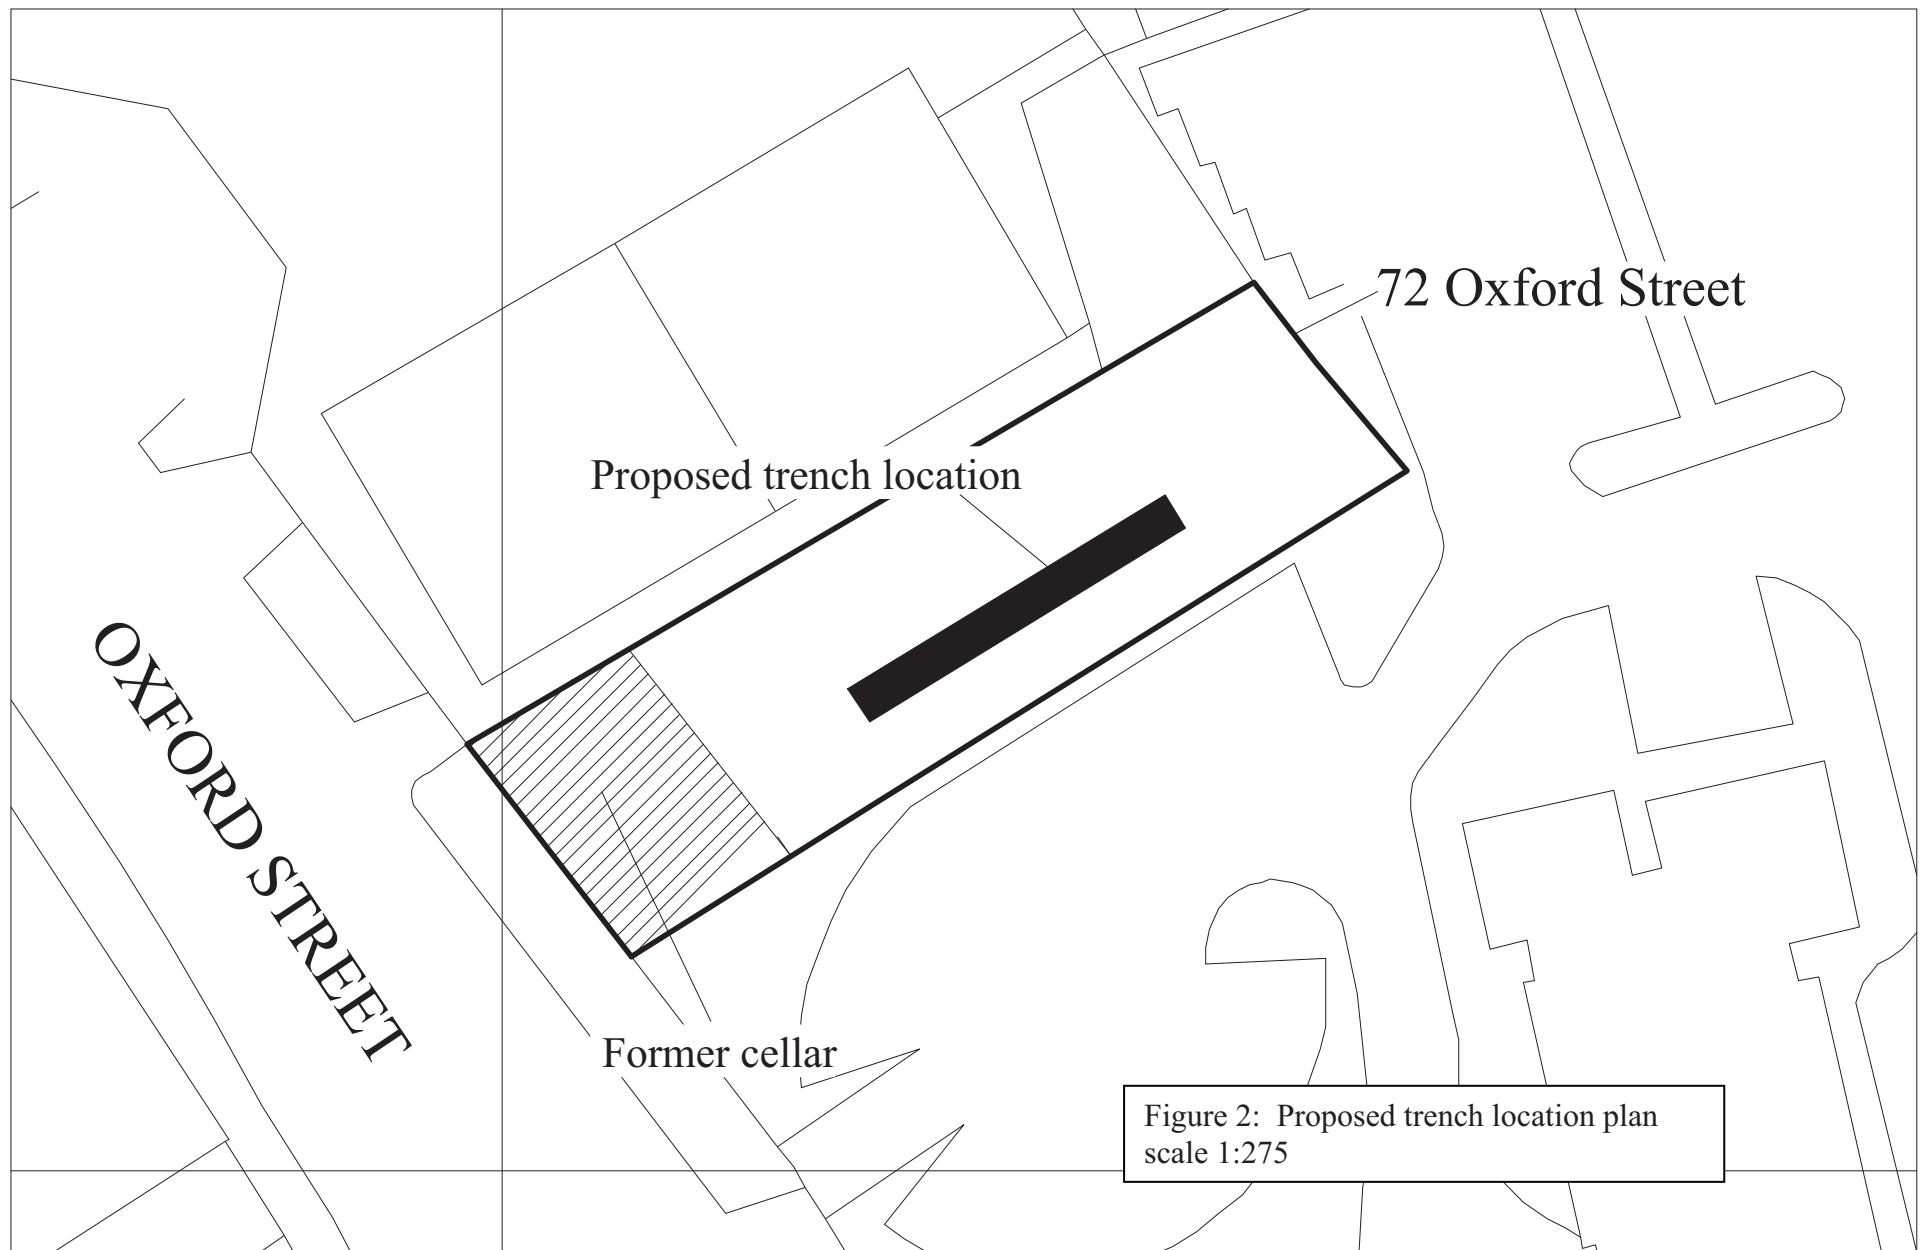 72 Oxford Street
Proposed trench location
OXFORD STREET
Former cellar
Figure 2: Proposed trench location plan
scale 1:275